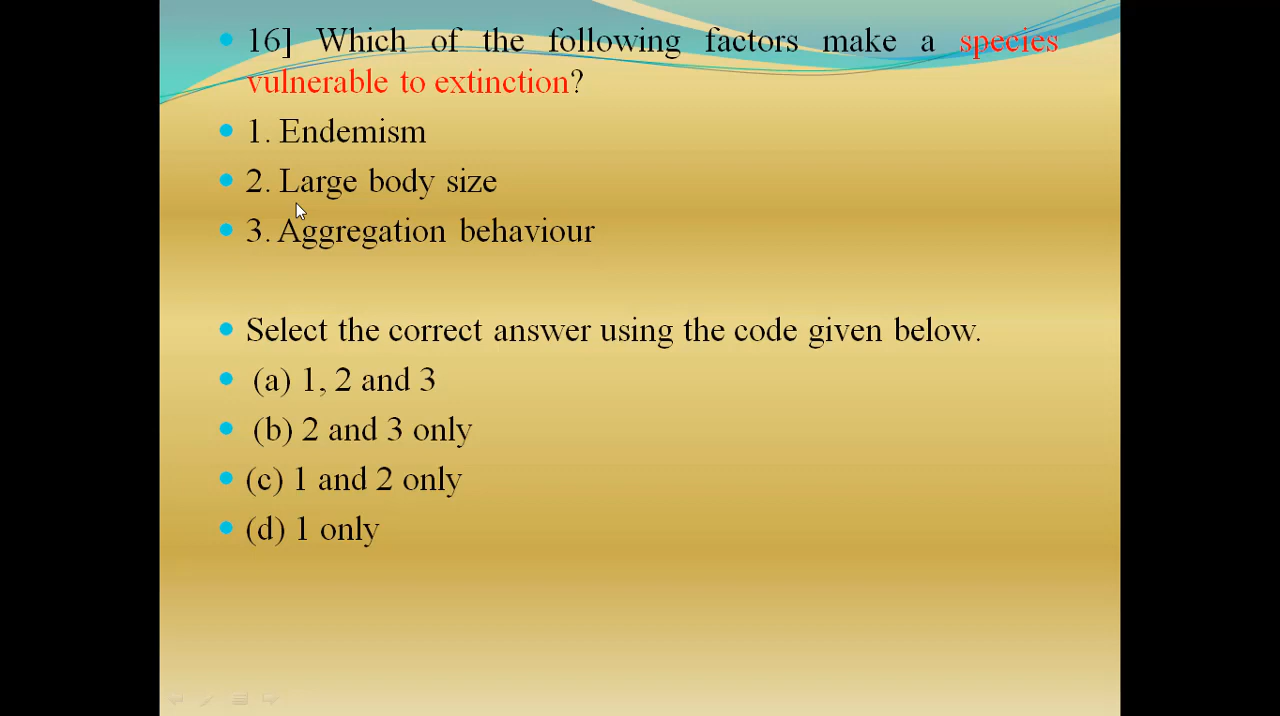 16] Which of the following factors make a species
vulnerable to extinction?
1. Endemism
2. Large body size
3. Aggregation behaviour
Select the correct answer using the code given below.
(a) 1, 2 and 3
(b) 2 and 3 only
(c) 1 and 2 only
(d) 1 only